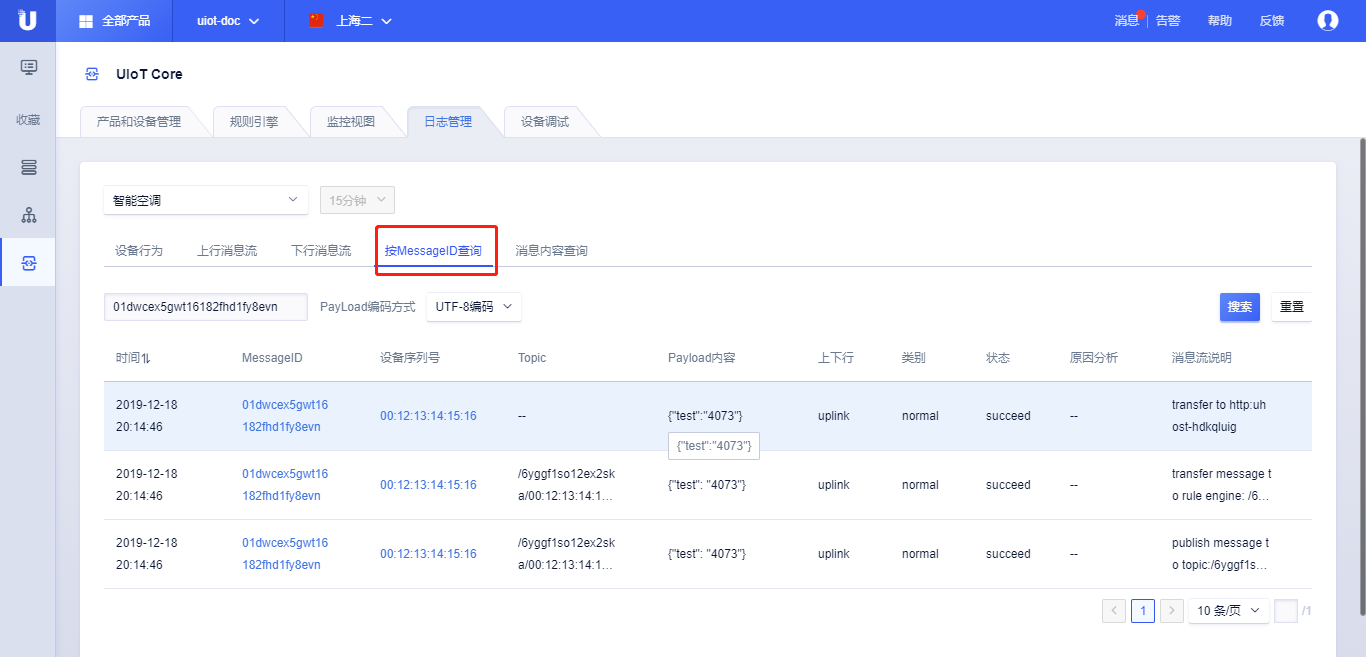 全部产品 uiot-doc 上海二 消息 告警 帮助 反馈
UIoT Core
收藏
产品和设备管理 规则引擎 监控视图 日志管理 设备调试
智能空调 15分钟
设备行为 上行消息流 下行消息流 按MessageID查询 消息内容查询
01dwcex5gwt16182fhd1fy8evn PayLoad编码方式 UTF-8编码 搜索 重置
时间 MessageID 设备序列号 Topic Payload内容 上下行 类别 状态 原因分析 消息流说明
2019-12-18 01dwcex5gwt16 transfer to http:uh
00:12:13:14:15:16 -- {"test":"4073"} uplink normal succeed --
20:14:46 182fhd1fy8evn ost-hdkqluig
{"test":"4073"}
2019-12-18 01dwcex5gwt16 /6yggf1so12ex2sk transfer message t
00:12:13:14:15:16 {"test": "4073"} uplink normal succeed --
20:14:46 182fhd1fy8evn a/00:12:13:14:1... o rule engine: /6...
2019-12-18 01dwcex5gwt16 /6yggf1so12ex2sk publish message t
00:12:13:14:15:16 {"test": "4073"} uplink normal succeed --
20:14:46 182fhd1fy8evn a/00:12:13:14:1... o topic:/6yggf1s...
1 10 条/页 /1